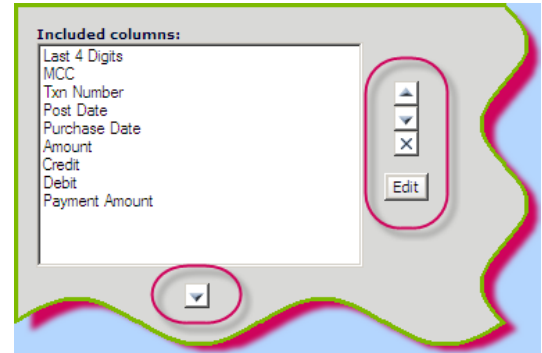 Included columns:
Last 4 Digits
MCC
Txn Number
Post Date
Purchase Date
Amount
Credit
Debit
Payment Amount
Edit